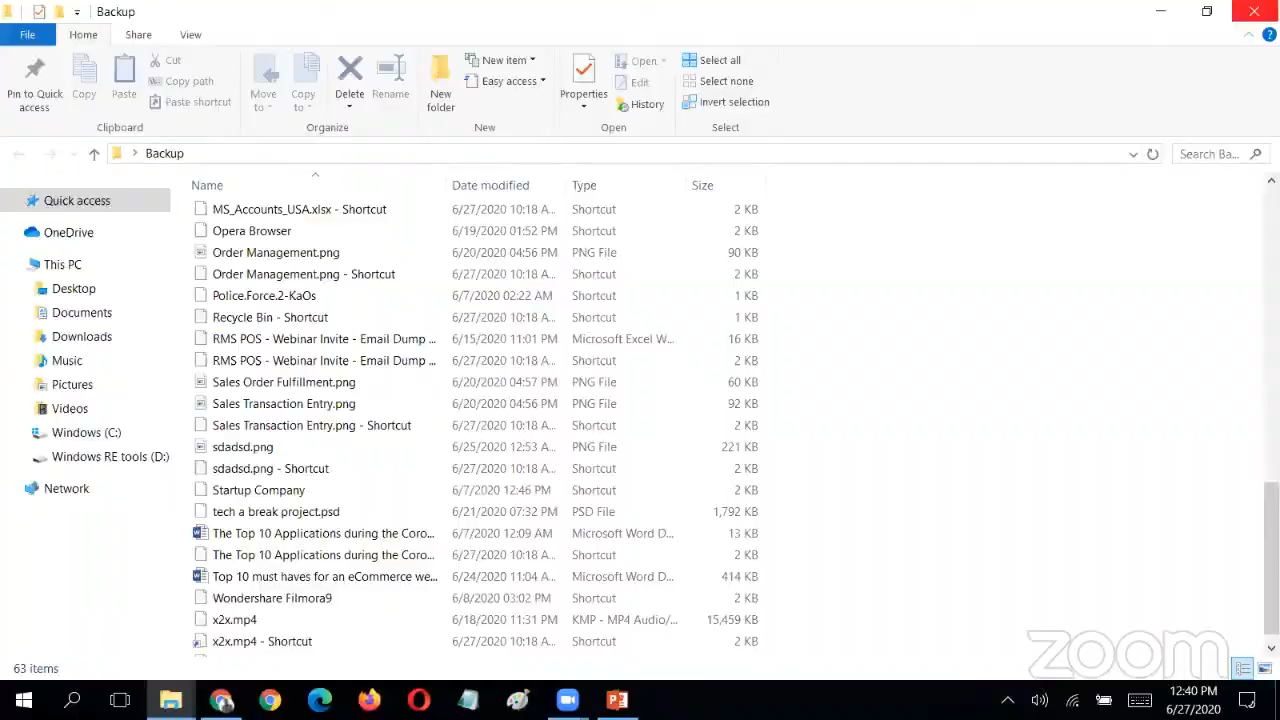 Backup
File Home Share View
Pin to Quick access
Copy
Paste
Cut
Copy path
Paste shortcut
Clipboard
Move to
Copy to
Delete
Rename
Organize
New folder
New item
Easy access
New
Properties
Open
Edit
History
Open
Select all
Select none
Invert selection
Select
Backup
Search Ba...
Quick access
OneDrive
This PC
Desktop
Documents
Downloads
Music
Pictures
Videos
Windows (C:)
Windows RE tools (D:)
Network
Name Date modified Type Size
MS_Accounts_USA.xlsx - Shortcut 6/27/2020 10:18 A... Shortcut 2 KB
Opera Browser 6/19/2020 01:52 PM Shortcut 2 KB
Order Management.png 6/20/2020 04:56 PM PNG File 90 KB
Order Management.png - Shortcut 6/27/2020 10:18 A... Shortcut 2 KB
Police.Force.2-KaOs 6/7/2020 02:22 AM Shortcut 1 KB
Recycle Bin - Shortcut 6/27/2020 10:18 A... Shortcut 1 KB
RMS POS - Webinar Invite - Email Dump ... 6/15/2020 11:01 PM Microsoft Excel W... 16 KB
RMS POS - Webinar Invite - Email Dump ... 6/27/2020 10:18 A... Shortcut 2 KB
Sales Order Fulfillment.png 6/20/2020 04:57 PM PNG File 60 KB
Sales Transaction Entry.png 6/20/2020 04:56 PM PNG File 92 KB
Sales Transaction Entry.png - Shortcut 6/27/2020 10:18 A... Shortcut 2 KB
sdadsd.png 6/25/2020 12:53 A... PNG File 221 KB
sdadsd.png - Shortcut 6/27/2020 10:18 A... Shortcut 2 KB
Startup Company 6/7/2020 12:46 PM Shortcut 2 KB
tech a break project.psd 6/21/2020 07:32 PM PSD File 1,792 KB
The Top 10 Applications during the Coro... 6/7/2020 12:09 AM Microsoft Word D... 13 KB
The Top 10 Applications during the Coro... 6/27/2020 10:18 A... Shortcut 2 KB
Top 10 must haves for an eCommerce we... 6/24/2020 11:04 A... Microsoft Word D... 414 KB
Wondershare Filmora9 6/8/2020 03:02 PM Shortcut 2 KB
x2x.mp4 6/18/2020 11:31 PM KMP - MP4 Audio/... 15,459 KB
x2x.mp4 - Shortcut 6/27/2020 10:18 A... Shortcut 2 KB
63 items
zoom
12:40 PM
6/27/2020